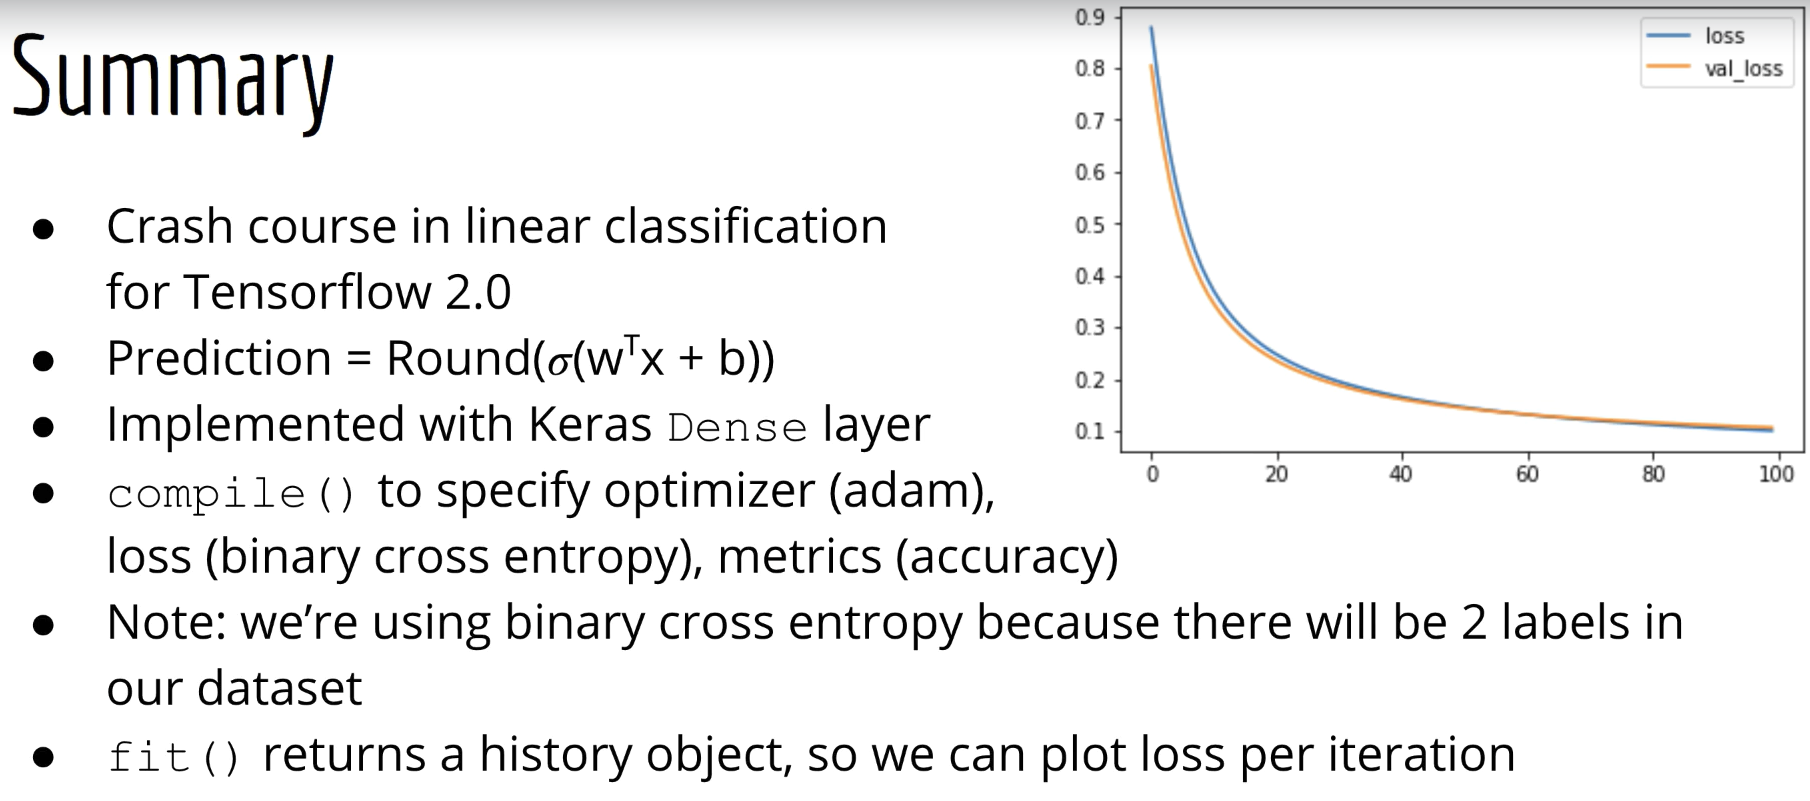 Summary
● Crash course in linear classification
for Tensorflow 2.0
● Prediction = Round(σ(wᵀx + b))
● Implemented with Keras Dense layer
● compile() to specify optimizer (adam),
loss (binary cross entropy), metrics (accuracy)
● Note: we’re using binary cross entropy because there will be 2 labels in
our dataset
● fit() returns a history object, so we can plot loss per iteration
loss
val_loss
0.9
0.8
0.7
0.6
0.5
0.4
0.3
0.2
0.1
0 20 40 60 80 100